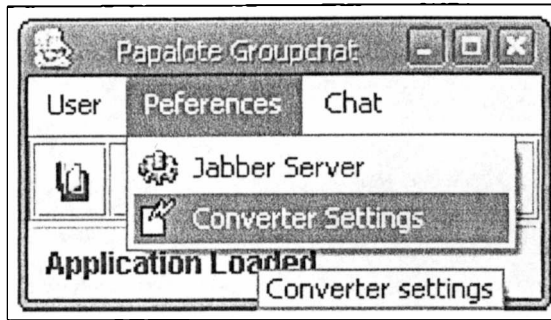 Papalote Groupchat
User Peferences Chat
Jabber Server
Converter Settings
Application Loaded
Converter settings